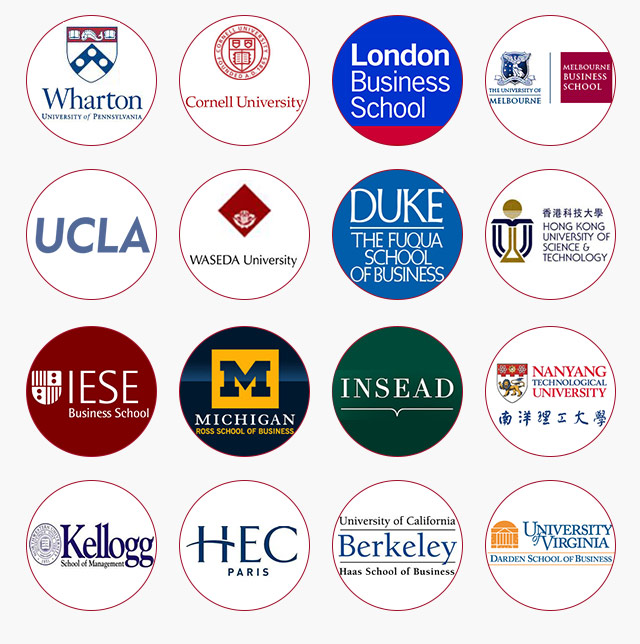 Wharton
UNIVERSITY of PENNSYLVANIA
CORNELL UNIVERSITY
FOUNDED A.D. 1865
Cornell University
London
Business
School
THE UNIVERSITY OF
MELBOURNE
MELBOURNE
BUSINESS
SCHOOL
UCLA
WASEDA University
DUKE
THE FUQUA
SCHOOL
OF BUSINESS
香港科技大學
HONG KONG
UNIVERSITY OF
SCIENCE &
TECHNOLOGY
IESE
Business School
M
MICHIGAN
ROSS SCHOOL OF BUSINESS
INSEAD
NANYANG
TECHNOLOGICAL
UNIVERSITY
南洋理工大學
Kellogg
School of Management
HEC
PARIS
University of California
Berkeley
Haas School of Business
UNIVERSITY
of VIRGINIA
DARDEN SCHOOL OF BUSINESS